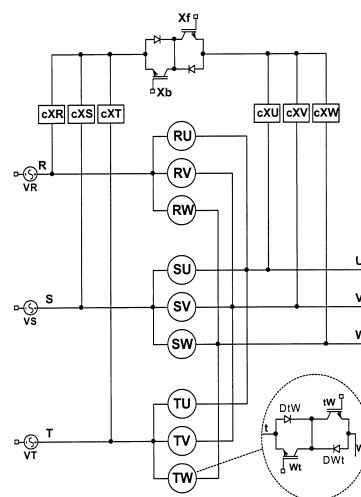 Xf
Xb
cXR cXS cXT
cXU cXV cXW
RU
R
RV
VR
RW
SU
U
S
SV
V
VS
SW
W
TU
tW
DtW
T
TV
t
VT
Wt
DWt
W
TW